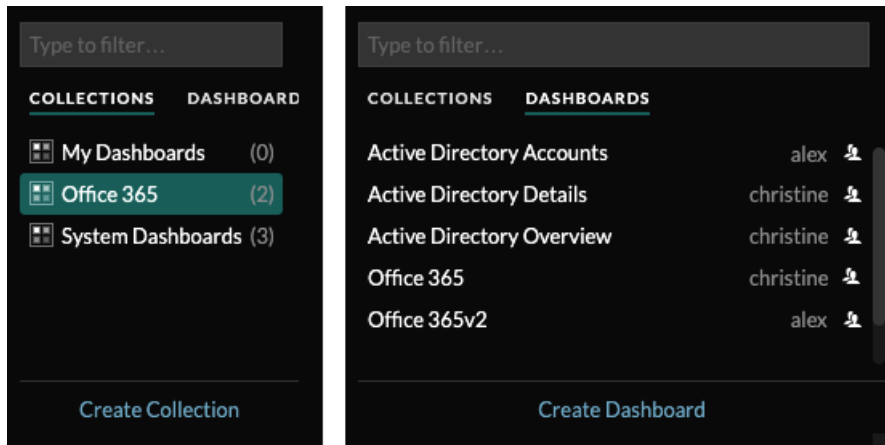 Type to filter...
COLLECTIONS DASHBOARD
My Dashboards (0)
Office 365 (2)
System Dashboards (3)
Create Collection
Type to filter...
COLLECTIONS DASHBOARDS
Active Directory Accounts alex
Active Directory Details christine
Active Directory Overview christine
Office 365 christine
Office 365v2 alex
Create Dashboard